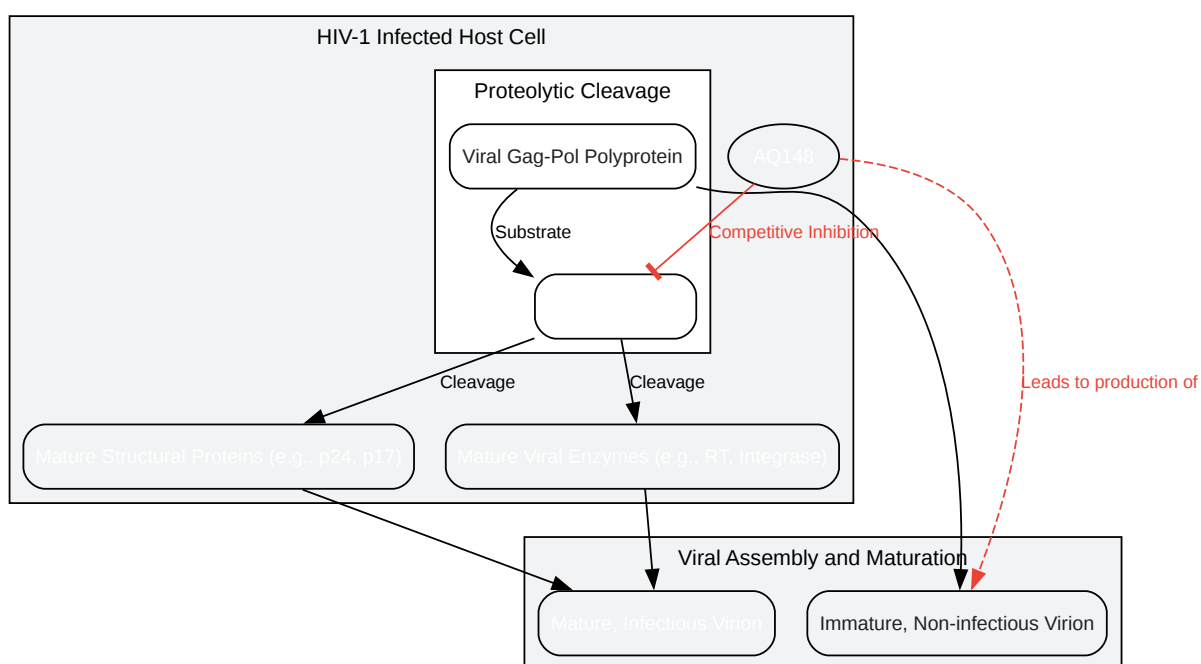 HIV-1 Infected Host Cell
Proteolytic Cleavage
Viral Gag-Pol Polyprotein
AQ148
Substrate
Competitive Inhibition
Cleavage
Cleavage
Leads to production of
Mature Structural Proteins (e.g., p24, p17)
Mature Viral Enzymes (e.g., RT, Integrase)
Viral Assembly and Maturation
Mature, Infectious Virion
Immature, Non-infectious Virion